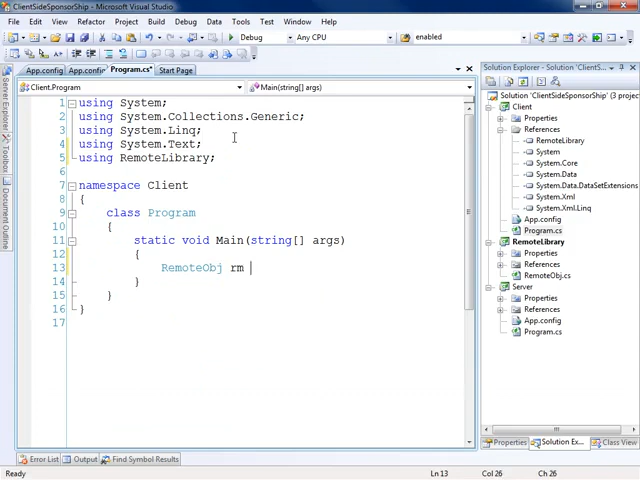 ClientSideSponsorShip - Microsoft Visual Studio
File Edit View Refactor Project Build Debug Data Tools Test Window Help
Debug Any CPU enabled
App.config App.config Program.cs* Start Page
Client.Program Main(string[] args)
1 using System;
2 using System.Collections.Generic;
3 using System.Linq;
4 using System.Text;
5 using RemoteLibrary;
6
7 namespace Client
8 {
9 class Program
10 {
11 static void Main(string[] args)
12 {
13 RemoteObj rm
14 }
15 }
16 }
17
Server Explorer
Toolbox
Document Outline
Solution Explorer - Solution 'ClientS...
Solution 'ClientSideSponsorShip' (3 project
Client
Properties
References
RemoteLibrary
System
System.Core
System.Data
System.Data.DataSetExtensions
System.Xml
System.Xml.Linq
App.config
Program.cs
RemoteLibrary
Properties
References
RemoteObj.cs
Server
Properties
References
App.config
Program.cs
Properties Solution Ex... Class View
Error List Output Find Symbol Results
Ready Ln 13 Col 26 Ch 26